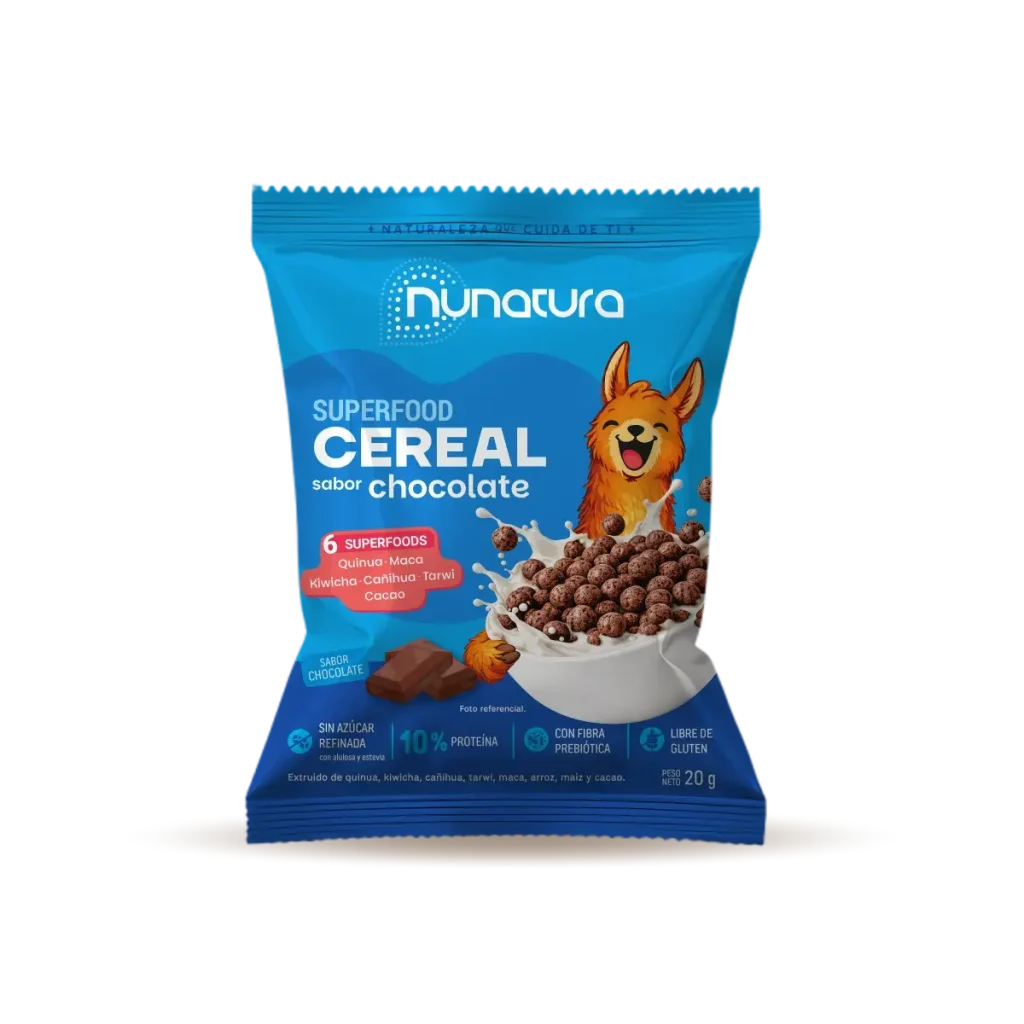 NATURALEZA QUE CUIDA DE TI
nunatura
SUPERFOOD
CEREAL
sabor chocolate
6 SUPERFOODS
Quinua · Maca
Kiwicha · Cañihua · Tarwi
Cacao
SABOR
CHOCOLATE
Foto referencial.
SIN AZÚCAR
REFINADA
con alulosa y estevia
10% PROTEÍNA
CON FIBRA
PREBIÓTICA
LIBRE DE
GLUTEN
Extruido de quinua, kiwicha, cañihua, tarwi, maca, arroz, maiz y cacao.
PESO
NETO 20 g